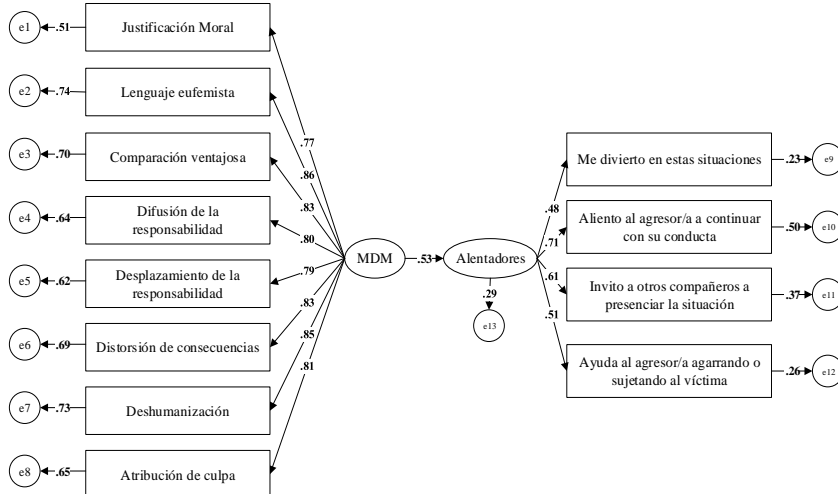 e1
.51
Justificación Moral
e2
.74
Lenguaje eufemista
e3
.70
Comparación ventajosa
e4
.64
Difusión de la
responsabilidad
e5
.62
Desplazamiento de la
responsabilidad
e6
.69
Distorsión de consecuencias
e7
.73
Deshumanización
e8
.65
Atribución de culpa
.77
.86
.83
.80
.79
.83
.85
.81
MDM
.53
Alentadores
.29
e13
.48
.71
.61
.51
Me divierto en estas situaciones
.23
e9
Aliento al agresor/a a continuar
con su conducta
.50
e10
Invito a otros compañeros a
presenciar la situación
.37
e11
Ayuda al agresor/a agarrando o
sujetando al víctima
.26
e12